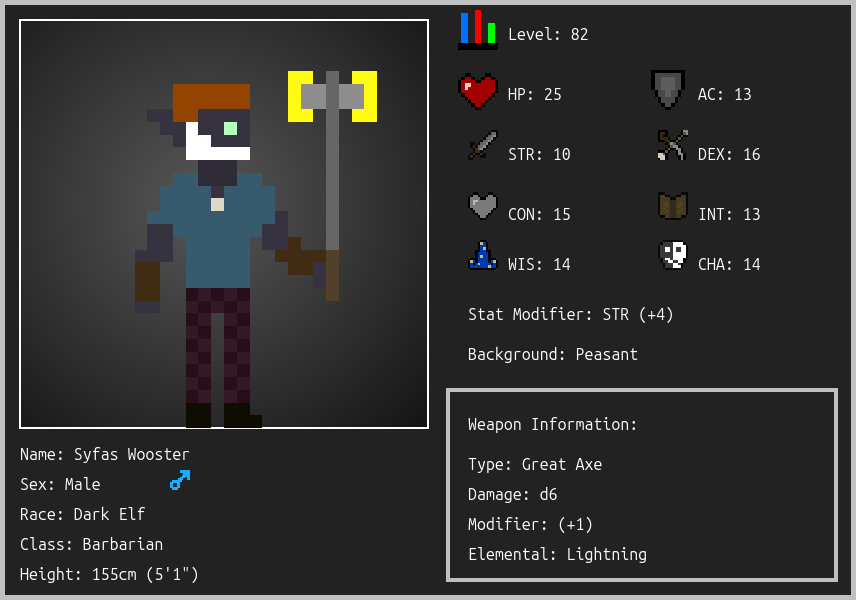 Level: 82
HP: 25
AC: 13
STR: 10
DEX: 16
CON: 15
INT: 13
WIS: 14
CHA: 14
Stat Modifier: STR (+4)
Background: Peasant
Weapon Information:
Type: Great Axe
Damage: d6
Modifier: (+1)
Elemental: Lightning
Name: Syfas Wooster
Sex: Male
Race: Dark Elf
Class: Barbarian
Height: 155cm (5'1")